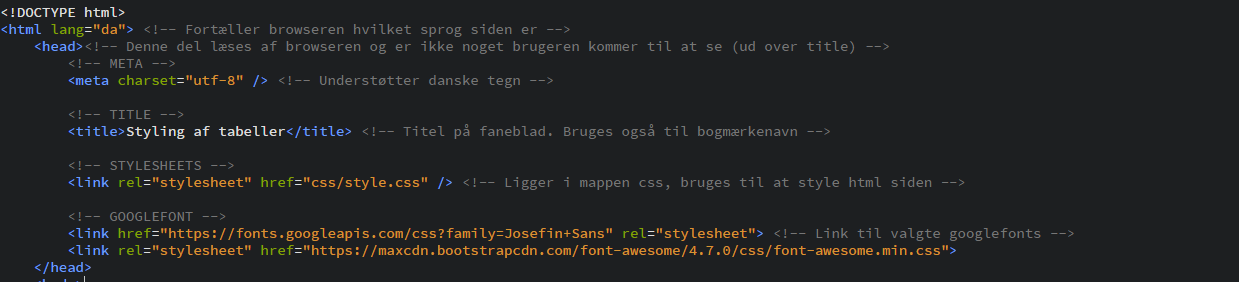 <!DOCTYPE html>
<html lang="da"> <!-- Fortæller browseren hvilket sprog siden er -->
<head><!-- Denne del læses af browseren og er ikke noget brugeren kommer til at se (ud over title) -->
<!-- META -->
<meta charset="utf-8" /> <!-- Understøtter danske tegn -->
<!-- TITLE -->
<title>Styling af tabeller</title> <!-- Titel på faneblad. Bruges også til bogmærkenavn -->
<!-- STYLESHEETS -->
<link rel="stylesheet" href="css/style.css" /> <!-- Ligger i mappen css, bruges til at style html siden -->
<!-- GOOGLEFONT -->
<link href="https://fonts.googleapis.com/css?family=Josefin+Sans" rel="stylesheet"> <!-- Link til valgte googlefonts -->
<link rel="stylesheet" href="https://maxcdn.bootstrapcdn.com/font-awesome/4.7.0/css/font-awesome.min.css">
</head>